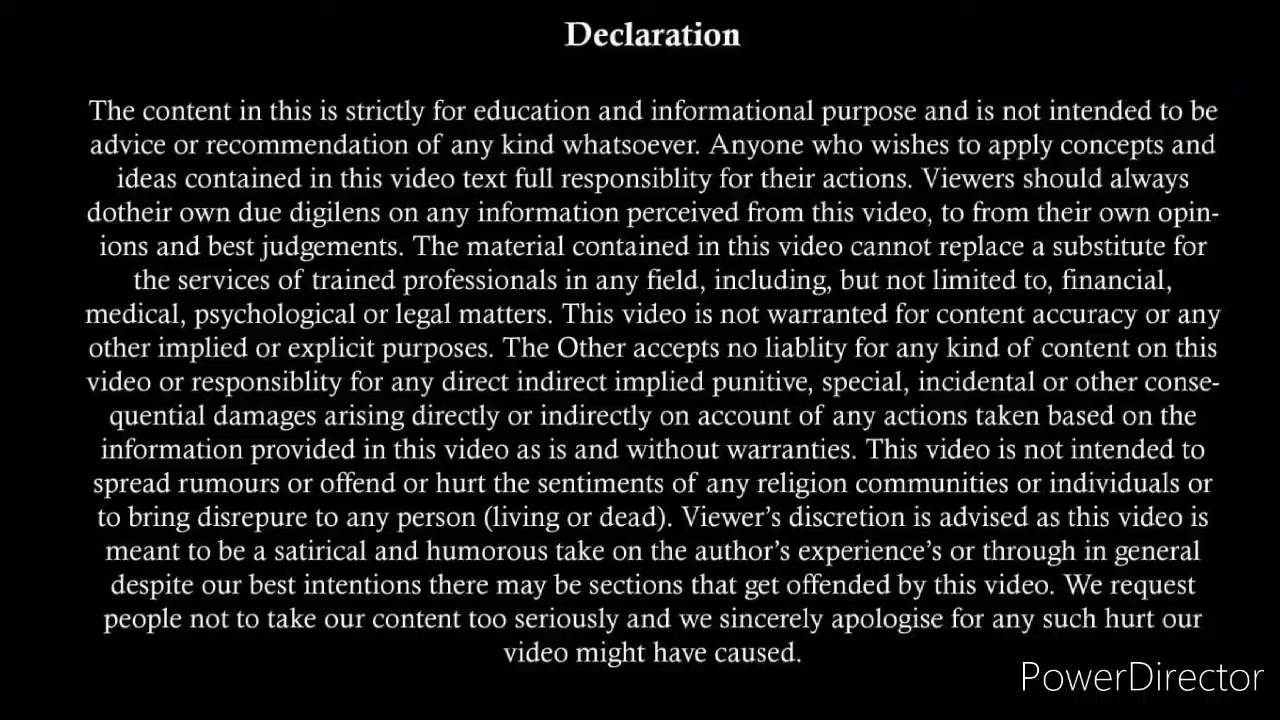 Declaration
The content in this is strictly for education and informational purpose and is not intended to be
advice or recommendation of any kind whatsoever. Anyone who wishes to apply concepts and
ideas contained in this video text full responsiblity for their actions. Viewers should always
dotheir own due digilens on any information perceived from this video, to from their own opin-
ions and best judgements. The material contained in this video cannot replace a substitute for
the services of trained professionals in any field, including, but not limited to, financial,
medical, psychological or legal matters. This video is not warranted for content accuracy or any
other implied or explicit purposes. The Other accepts no liablity for any kind of content on this
video or responsiblity for any direct indirect implied punitive, special, incidental or other conse-
quential damages arising directly or indirectly on account of any actions taken based on the
information provided in this video as is and without warranties. This video is not intended to
spread rumours or offend or hurt the sentiments of any religion communities or individuals or
to bring disrepure to any person (living or dead). Viewer's discretion is advised as this video is
meant to be a satirical and humorous take on the author's experience's or through in general
despite our best intentions there may be sections that get offended by this video. We request
people not to take our content too seriously and we sincerely apologise for any such hurt our
video might have caused.
PowerDirector